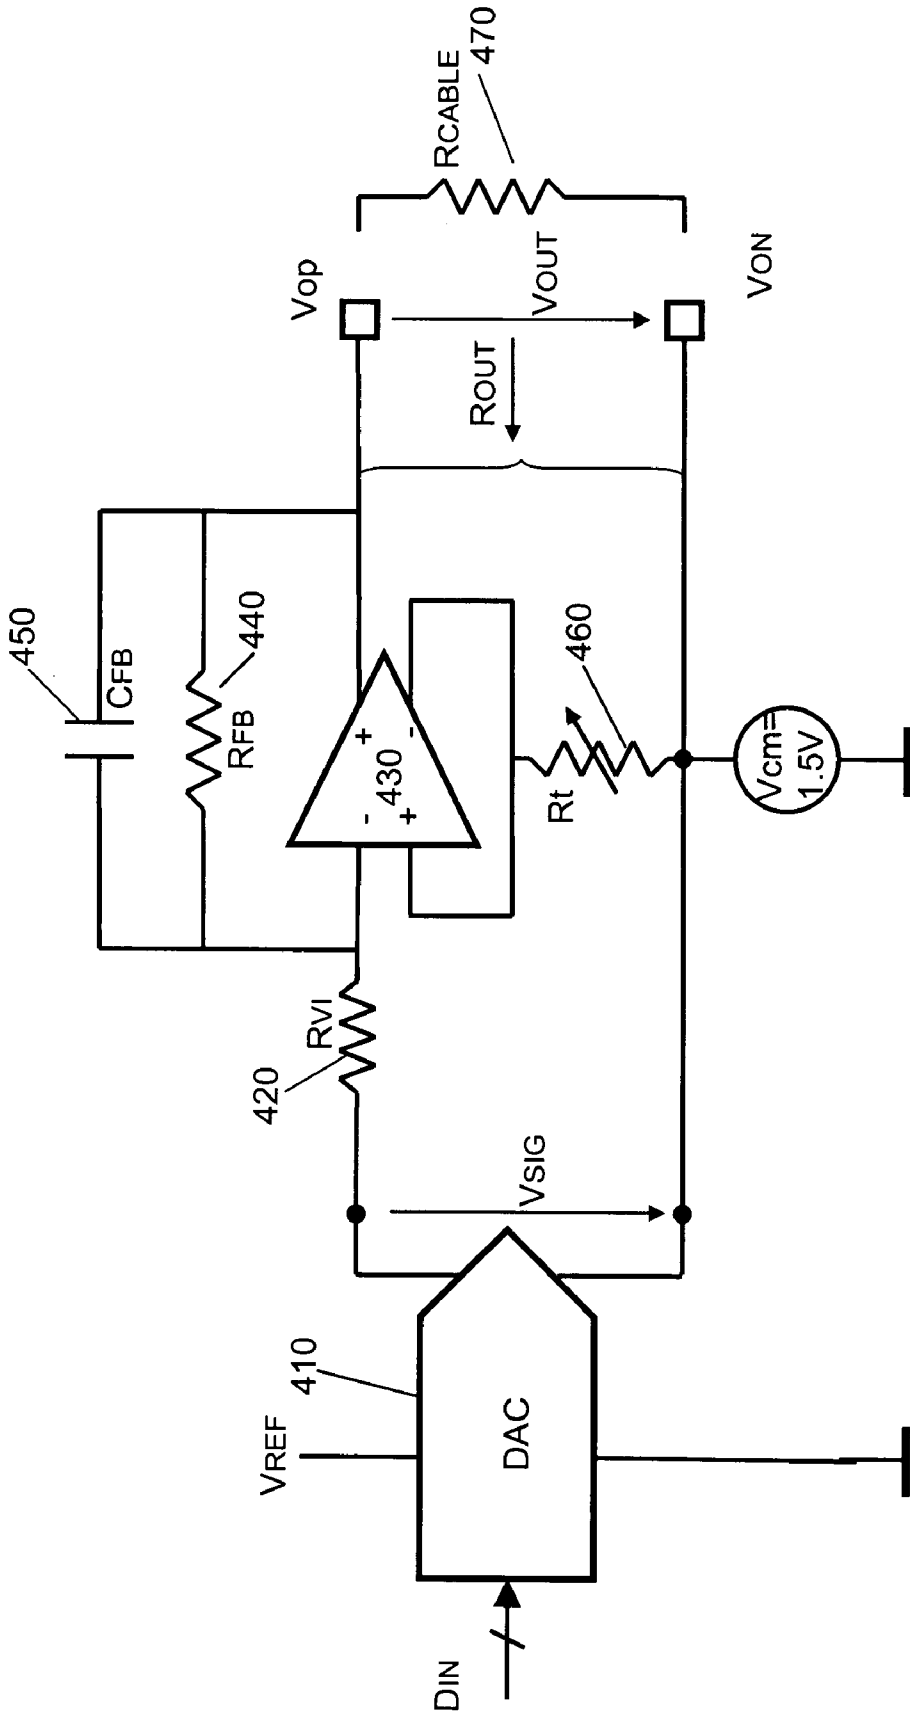 450
CFB
440
RFB
VOP
RCABLE
470
VREF
410
420
RVI
- +
430
+ -
VOUT
ROUT
DIN
DAC
VSIG
Rt
460
VON
Vcm=
1.5V